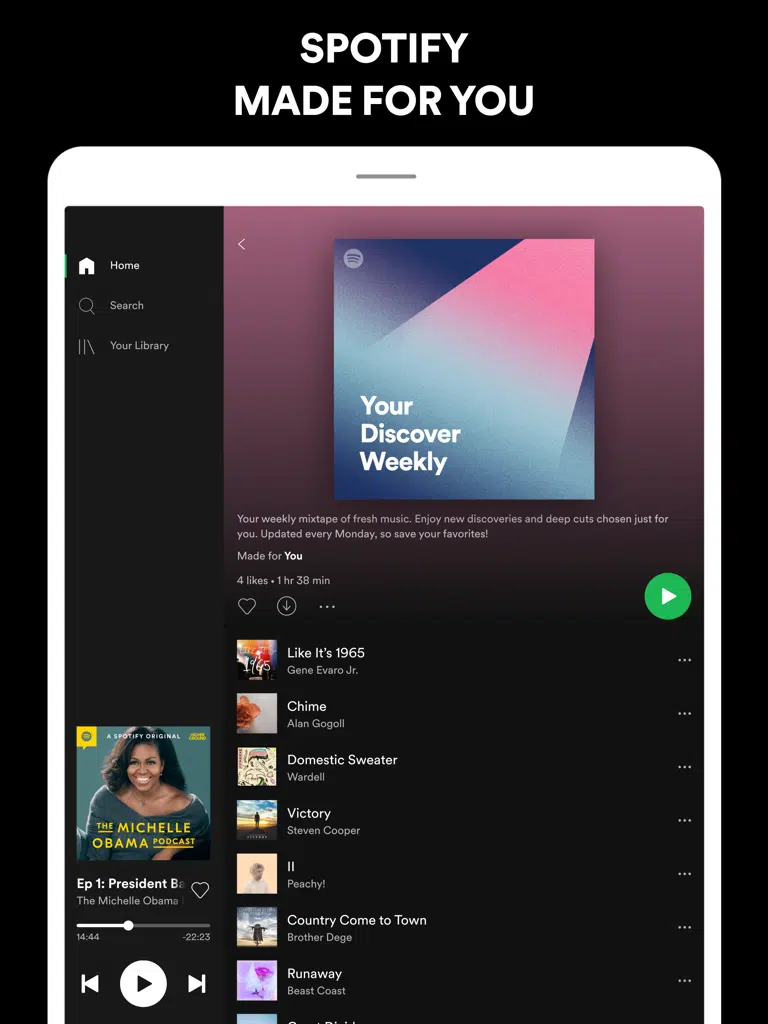 SPOTIFY
MADE FOR YOU
Home
Search
Your Library
Your
Discover
Weekly
Your weekly mixtape of fresh music. Enjoy new discoveries and deep cuts chosen just for
you. Updated every Monday, so save your favorites!
Made for You
4 likes • 1 hr 38 min
Like It's 1965
Gene Evaro Jr.
Chime
Alan Gogoll
Domestic Sweater
Wardell
Victory
Steven Cooper
II
Peachy!
Country Come to Town
Brother Dege
Runaway
Beast Coast
A SPOTIFY ORIGINAL
HIGHER
GROUND
THE MICHELLE
OBAMA PODCAST
Ep 1: President Ba
The Michelle Obama
14:44
-22:23